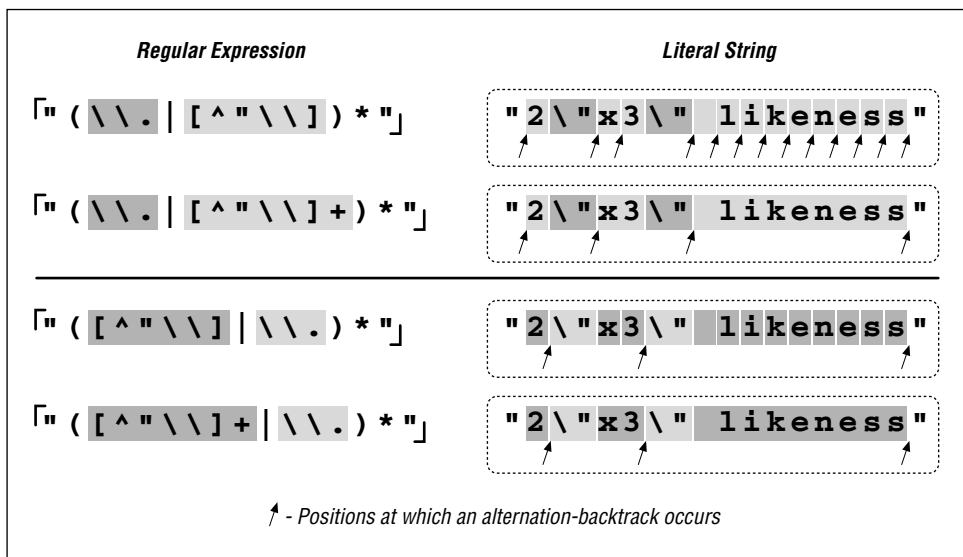 Regular Expression Literal String
⌈"(\\.|[^"\\])*"⌋ "2\"x3\" likeness"
⌈"(\\.|[^"\\]+)*"⌋ "2\"x3\" likeness"
⌈"([^"\\]|\\.)*"⌋ "2\"x3\" likeness"
⌈"([^"\\]+|\\.)*"⌋ "2\"x3\" likeness"
↗ - Positions at which an alternation-backtrack occurs